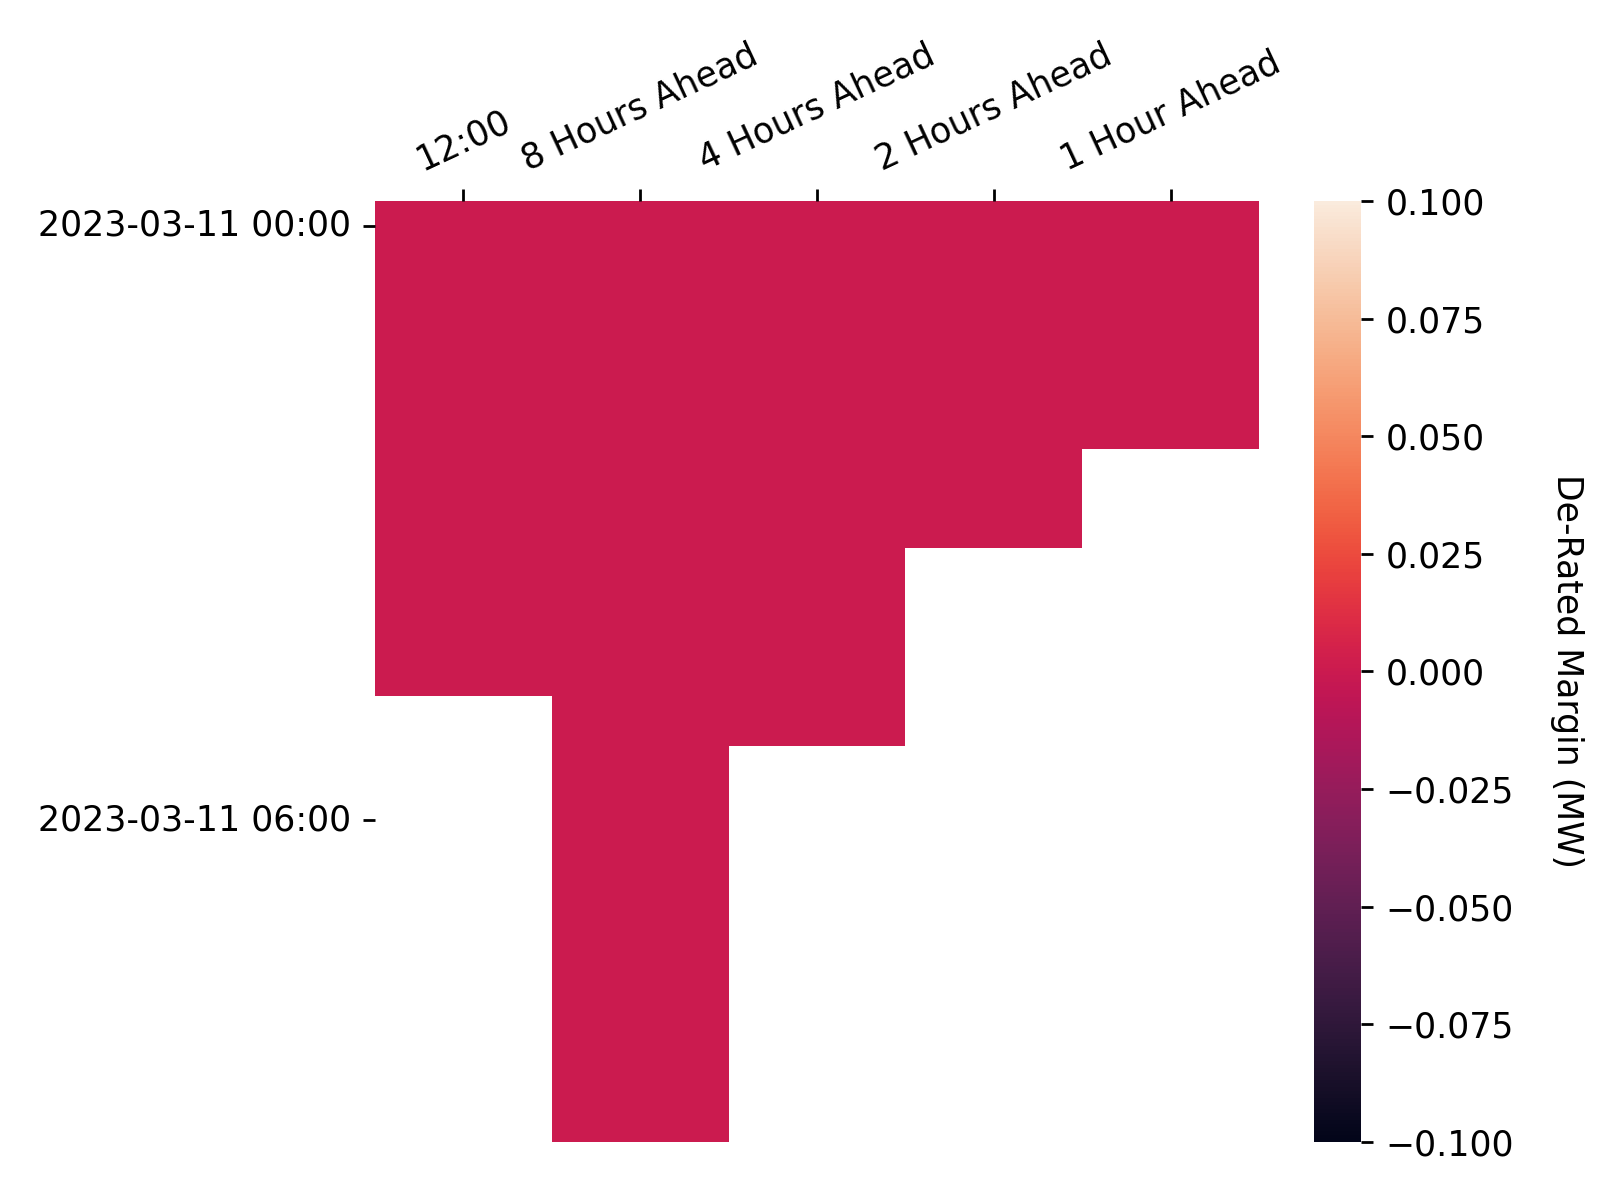 12:00
8 Hours Ahead
4 Hours Ahead
2 Hours Ahead
1 Hour Ahead
2023-03-11 00:00
2023-03-11 06:00
0.100
0.075
0.050
0.025
0.000
−0.025
−0.050
−0.075
−0.100
De-Rated Margin (MW)